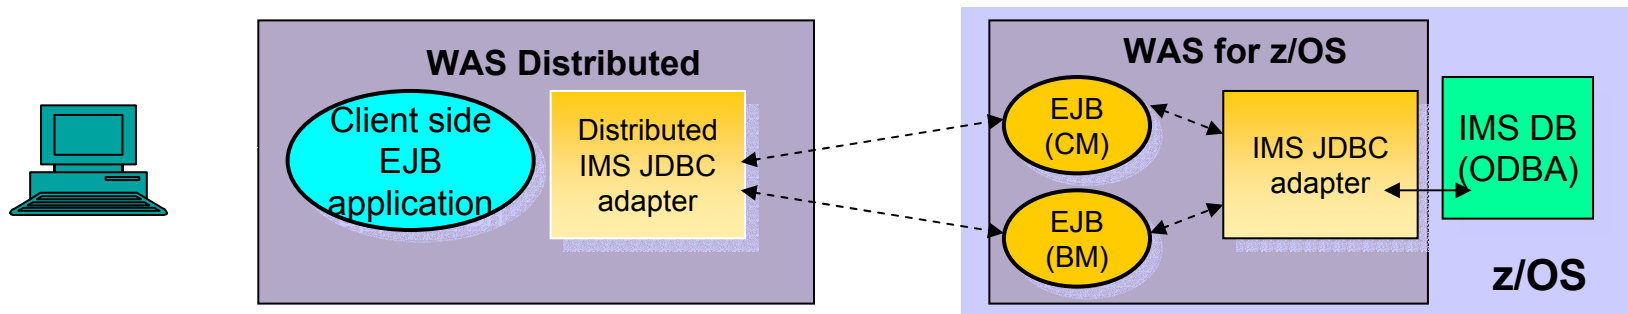 WAS Distributed
Client side
EJB
application
Distributed
IMS JDBC
adapter
WAS for z/OS
EJB
(CM)
EJB
(BM)
IMS JDBC
adapter
IMS DB
(ODBA)
z/OS